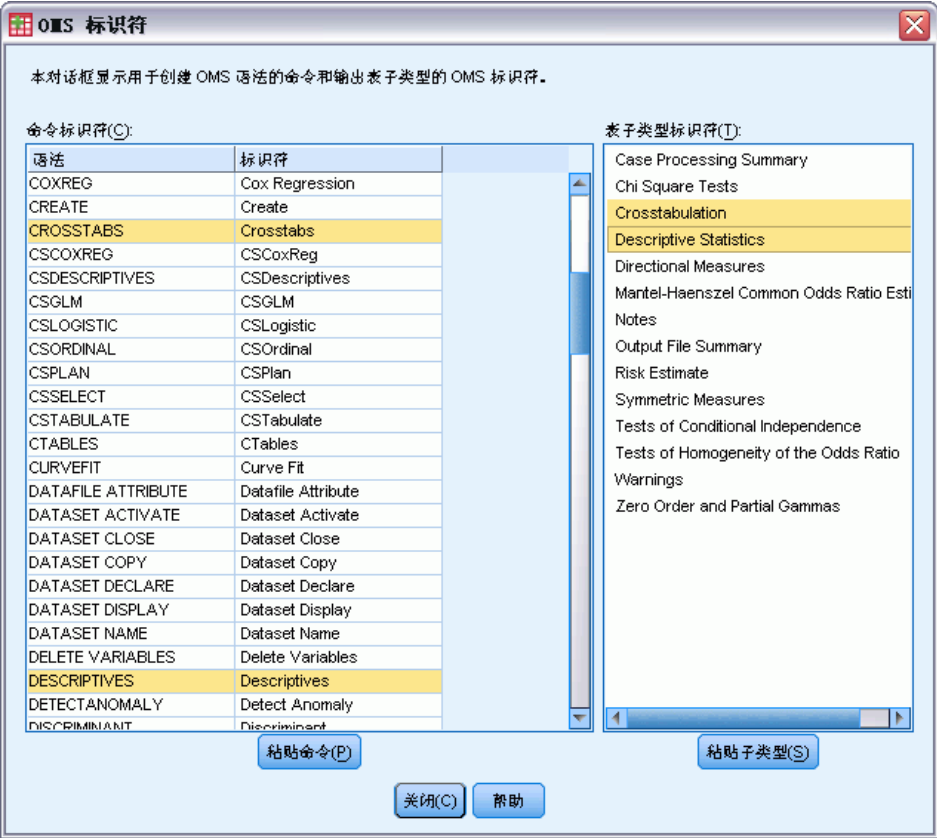 OMS 标识符
本对话框显示用于创建 OMS 语法的命令和输出表子类型的 OMS 标识符。
命令标识符(C):
语法 标识符
COXREG Cox Regression
CREATE Create
CROSSTABS Crosstabs
CSCOXREG CSCoxReg
CSDESCRIPTIVES CSDescriptives
CSGLM CSGLM
CSLOGISTIC CSLogistic
CSORDINAL CSOrdinal
CSPLAN CSPlan
CSSELECT CSSelect
CSTABULATE CSTabulate
CTABLES CTables
CURVEFIT Curve Fit
DATAFILE ATTRIBUTE Datafile Attribute
DATASET ACTIVATE Dataset Activate
DATASET CLOSE Dataset Close
DATASET COPY Dataset Copy
DATASET DECLARE Dataset Declare
DATASET DISPLAY Dataset Display
DATASET NAME Dataset Name
DELETE VARIABLES Delete Variables
DESCRIPTIVES Descriptives
DETECTANOMALY Detect Anomaly
DISCRIMINANT Discriminant
粘贴命令(P)
表子类型标识符(T):
Case Processing Summary
Chi Square Tests
Crosstabulation
Descriptive Statistics
Directional Measures
Mantel-Haenszel Common Odds Ratio Esti
Notes
Output File Summary
Risk Estimate
Symmetric Measures
Tests of Conditional Independence
Tests of Homogeneity of the Odds Ratio
Warnings
Zero Order and Partial Gammas
粘贴子类型(S)
关闭(C) 帮助